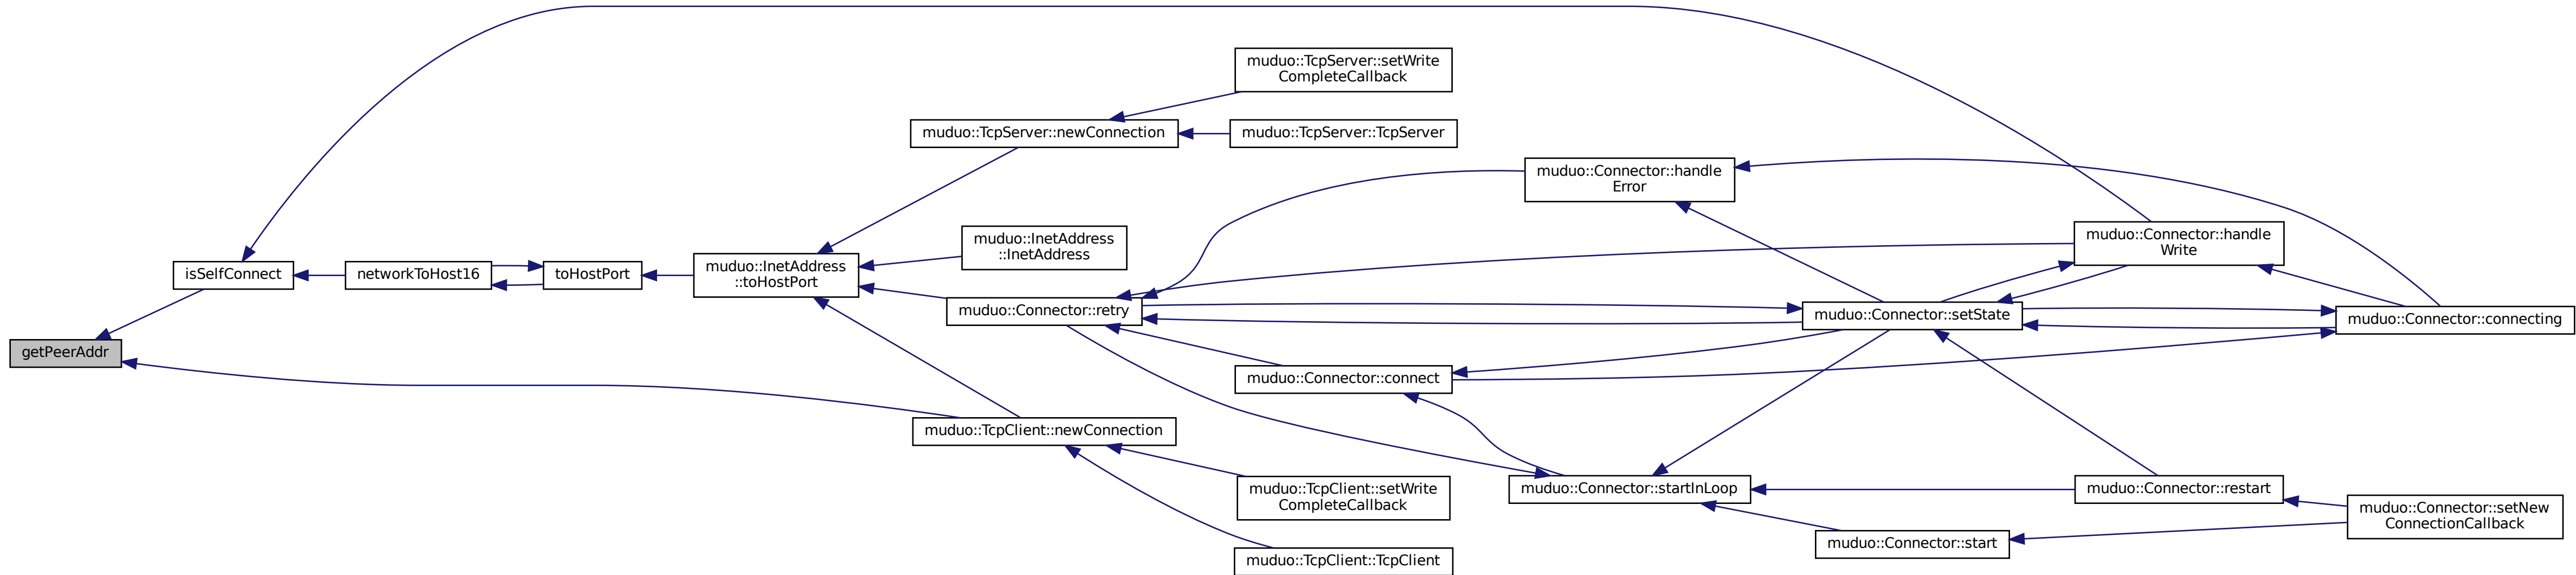 muduo::TcpServer::setWrite
CompleteCallback
muduo::TcpServer::newConnection
muduo::TcpServer::TcpServer
muduo::Connector::handle
Error
muduo::InetAddress
::InetAddress
muduo::Connector::handle
Write
isSelfConnect
networkToHost16
toHostPort
muduo::InetAddress
::toHostPort
muduo::Connector::retry
muduo::Connector::setState
muduo::Connector::connecting
getPeerAddr
muduo::Connector::connect
muduo::TcpClient::newConnection
muduo::TcpClient::setWrite
CompleteCallback
muduo::Connector::startInLoop
muduo::Connector::restart
muduo::Connector::setNew
ConnectionCallback
muduo::Connector::start
muduo::TcpClient::TcpClient